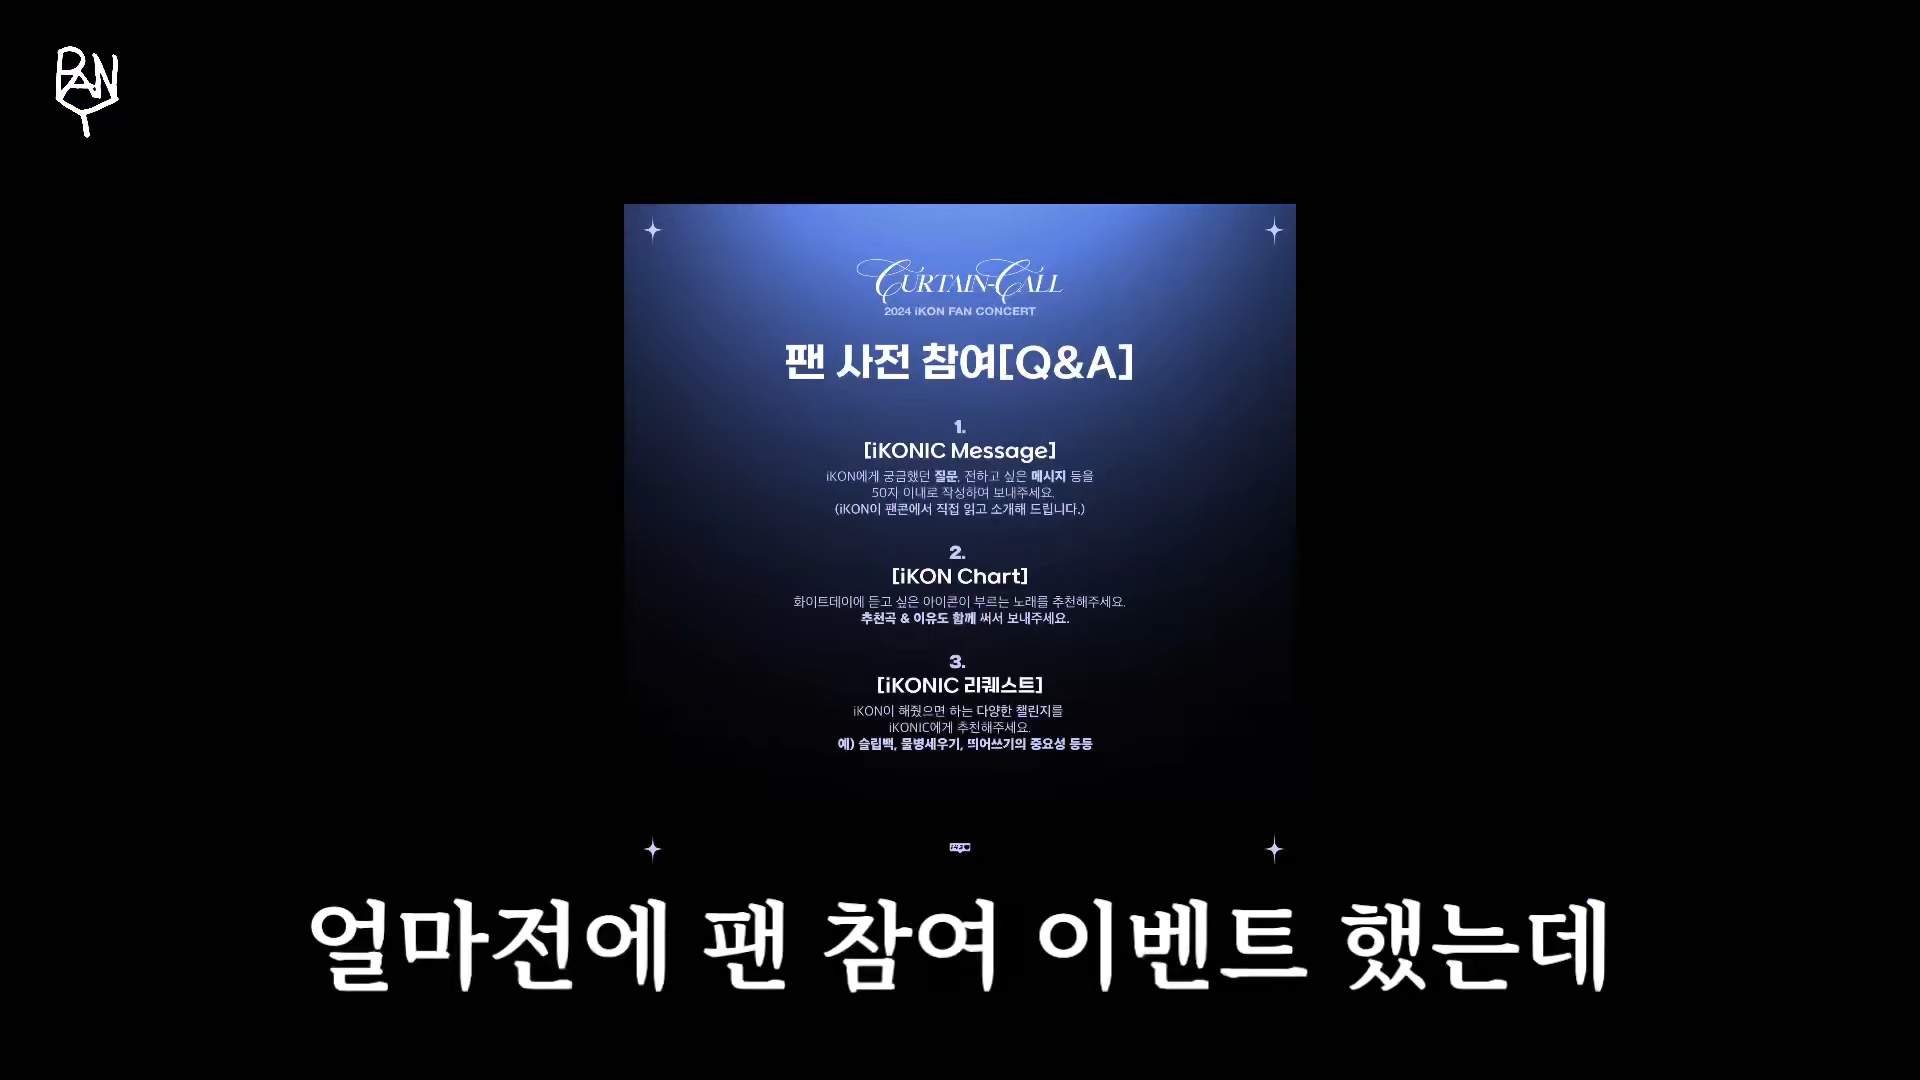 BANY
CURTAIN-CALL
2024 iKON FAN CONCERT
팬 사전 참여[Q&A]
1.
[iKONIC Message]
iKON에게 궁금했던 질문, 전하고 싶은 메시지 등을
50지 이내로 작성하여 보내주세요.
(iKON이 팬콘에서 직접 읽고 소개해 드립니다.)
2.
[iKON Chart]
화이트데이에 듣고 싶은 아이콘이 부르는 노래를 추천해주세요.
추천곡 & 이유도 함께 써서 보내주세요.
3.
[iKONIC 리퀘스트]
iKON이 해줬으면 하는 다양한 챌린지를
iKONIC에게 추천해주세요.
예) 슬립백, 물병세우기, 띄어쓰기의 중요성 등등
얼마전에 팬 참여 이벤트 했는데